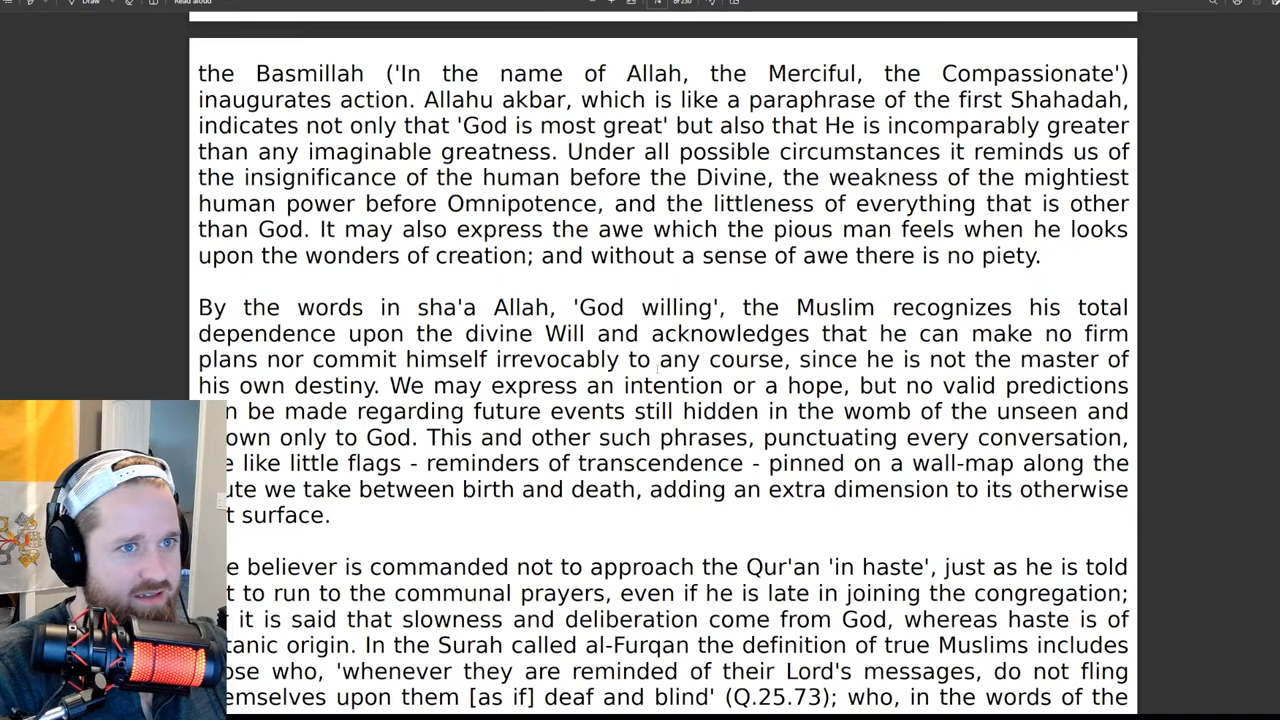 Draw
Read aloud
74
of 230
the Basmillah ('In the name of Allah, the Merciful, the Compassionate')
inaugurates action. Allahu akbar, which is like a paraphrase of the first Shahadah,
indicates not only that 'God is most great' but also that He is incomparably greater
than any imaginable greatness. Under all possible circumstances it reminds us of
the insignificance of the human before the Divine, the weakness of the mightiest
human power before Omnipotence, and the littleness of everything that is other
than God. It may also express the awe which the pious man feels when he looks
upon the wonders of creation; and without a sense of awe there is no piety.
By the words in sha'a Allah, 'God willing', the Muslim recognizes his total
dependence upon the divine Will and acknowledges that he can make no firm
plans nor commit himself irrevocably to any course, since he is not the master of
his own destiny. We may express an intention or a hope, but no valid predictions
n be made regarding future events still hidden in the womb of the unseen and
own only to God. This and other such phrases, punctuating every conversation,
e like little flags - reminders of transcendence - pinned on a wall-map along the
ute we take between birth and death, adding an extra dimension to its otherwise
t surface.
e believer is commanded not to approach the Qur'an 'in haste', just as he is told
t to run to the communal prayers, even if he is late in joining the congregation;
it is said that slowness and deliberation come from God, whereas haste is of
tanic origin. In the Surah called al-Furqan the definition of true Muslims includes
ose who, 'whenever they are reminded of their Lord's messages, do not fling
emselves upon them [as if] deaf and blind' (Q.25.73); who, in the words of the